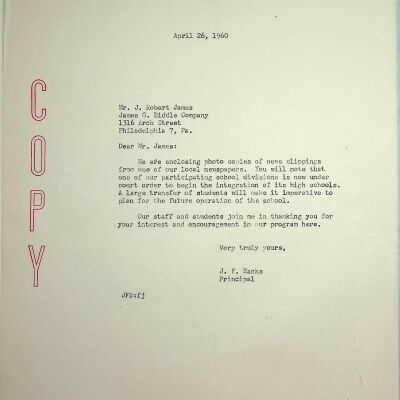 April 26, 1960
COPY
Mr. J. Robert James
James G. Biddle Company
1316 Arch Street
Philadelphia 7, Pa.
Dear Mr. James:
We are enclosing photo copies of news clippings
from one of our local newspapers. You will note that
one of our participating school divisions is now under
court order to begin the integration of its high schools.
A large transfer of students will make it imperative to
plan for the future operation of the school.
Our staff and students join me in thanking you for
your interest and encouragement in our program here.
Very truly yours,
J. F. Banks
Principal
JFB:fj